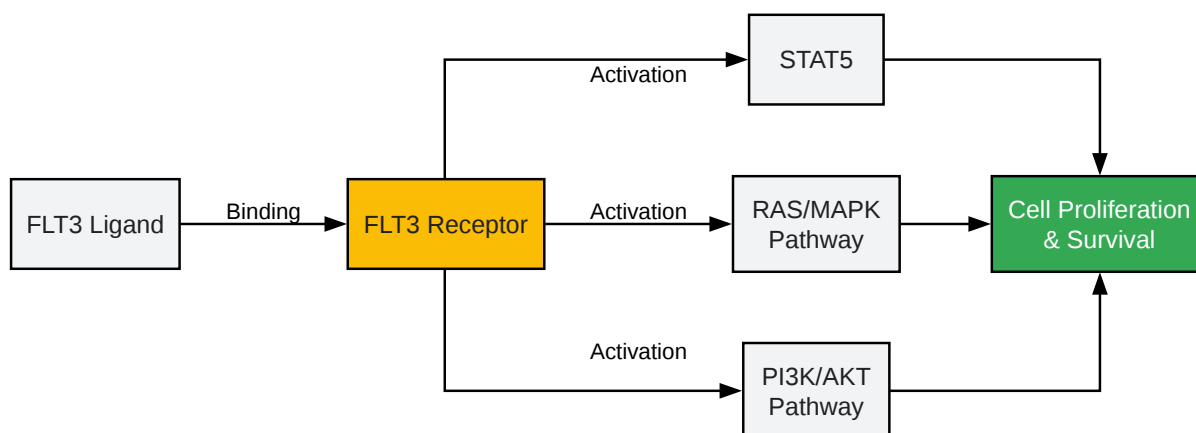 STAT5
Activation
FLT3 Ligand
Binding
FLT3 Receptor
Activation
RAS/MAPK
Pathway
Cell Proliferation
& Survival
Activation
PI3K/AKT
Pathway